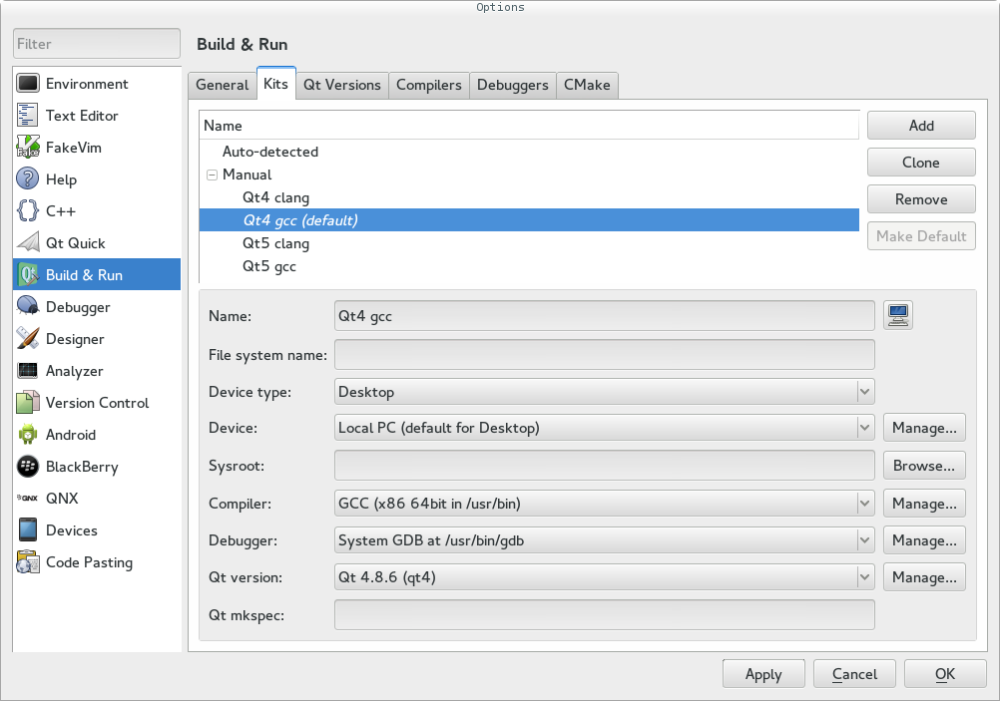 Options
Filter
Environment
Text Editor
FakeVim
Help
C++
Qt Quick
Build & Run
Debugger
Designer
Analyzer
Version Control
Android
BlackBerry
QNX
Devices
Code Pasting
Build & Run
General Kits Qt Versions Compilers Debuggers CMake
Name
Auto-detected
Manual
Qt4 clang
Qt4 gcc (default)
Qt5 clang
Qt5 gcc
Add
Clone
Remove
Make Default
Name: Qt4 gcc
File system name:
Device type: Desktop
Device: Local PC (default for Desktop) Manage...
Sysroot: Browse...
Compiler: GCC (x86 64bit in /usr/bin) Manage...
Debugger: System GDB at /usr/bin/gdb Manage...
Qt version: Qt 4.8.6 (qt4) Manage...
Qt mkspec:
Apply Cancel OK